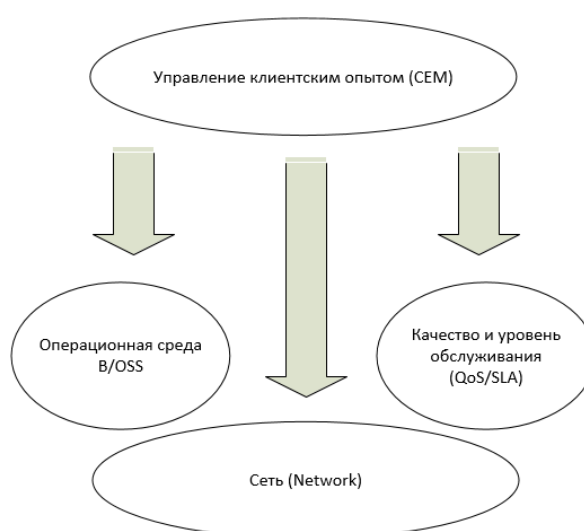 Управление клиентским опытом (CEM)
Операционная среда
B/OSS
Качество и уровень
обслуживания
(QoS/SLA)
Сеть (Network)